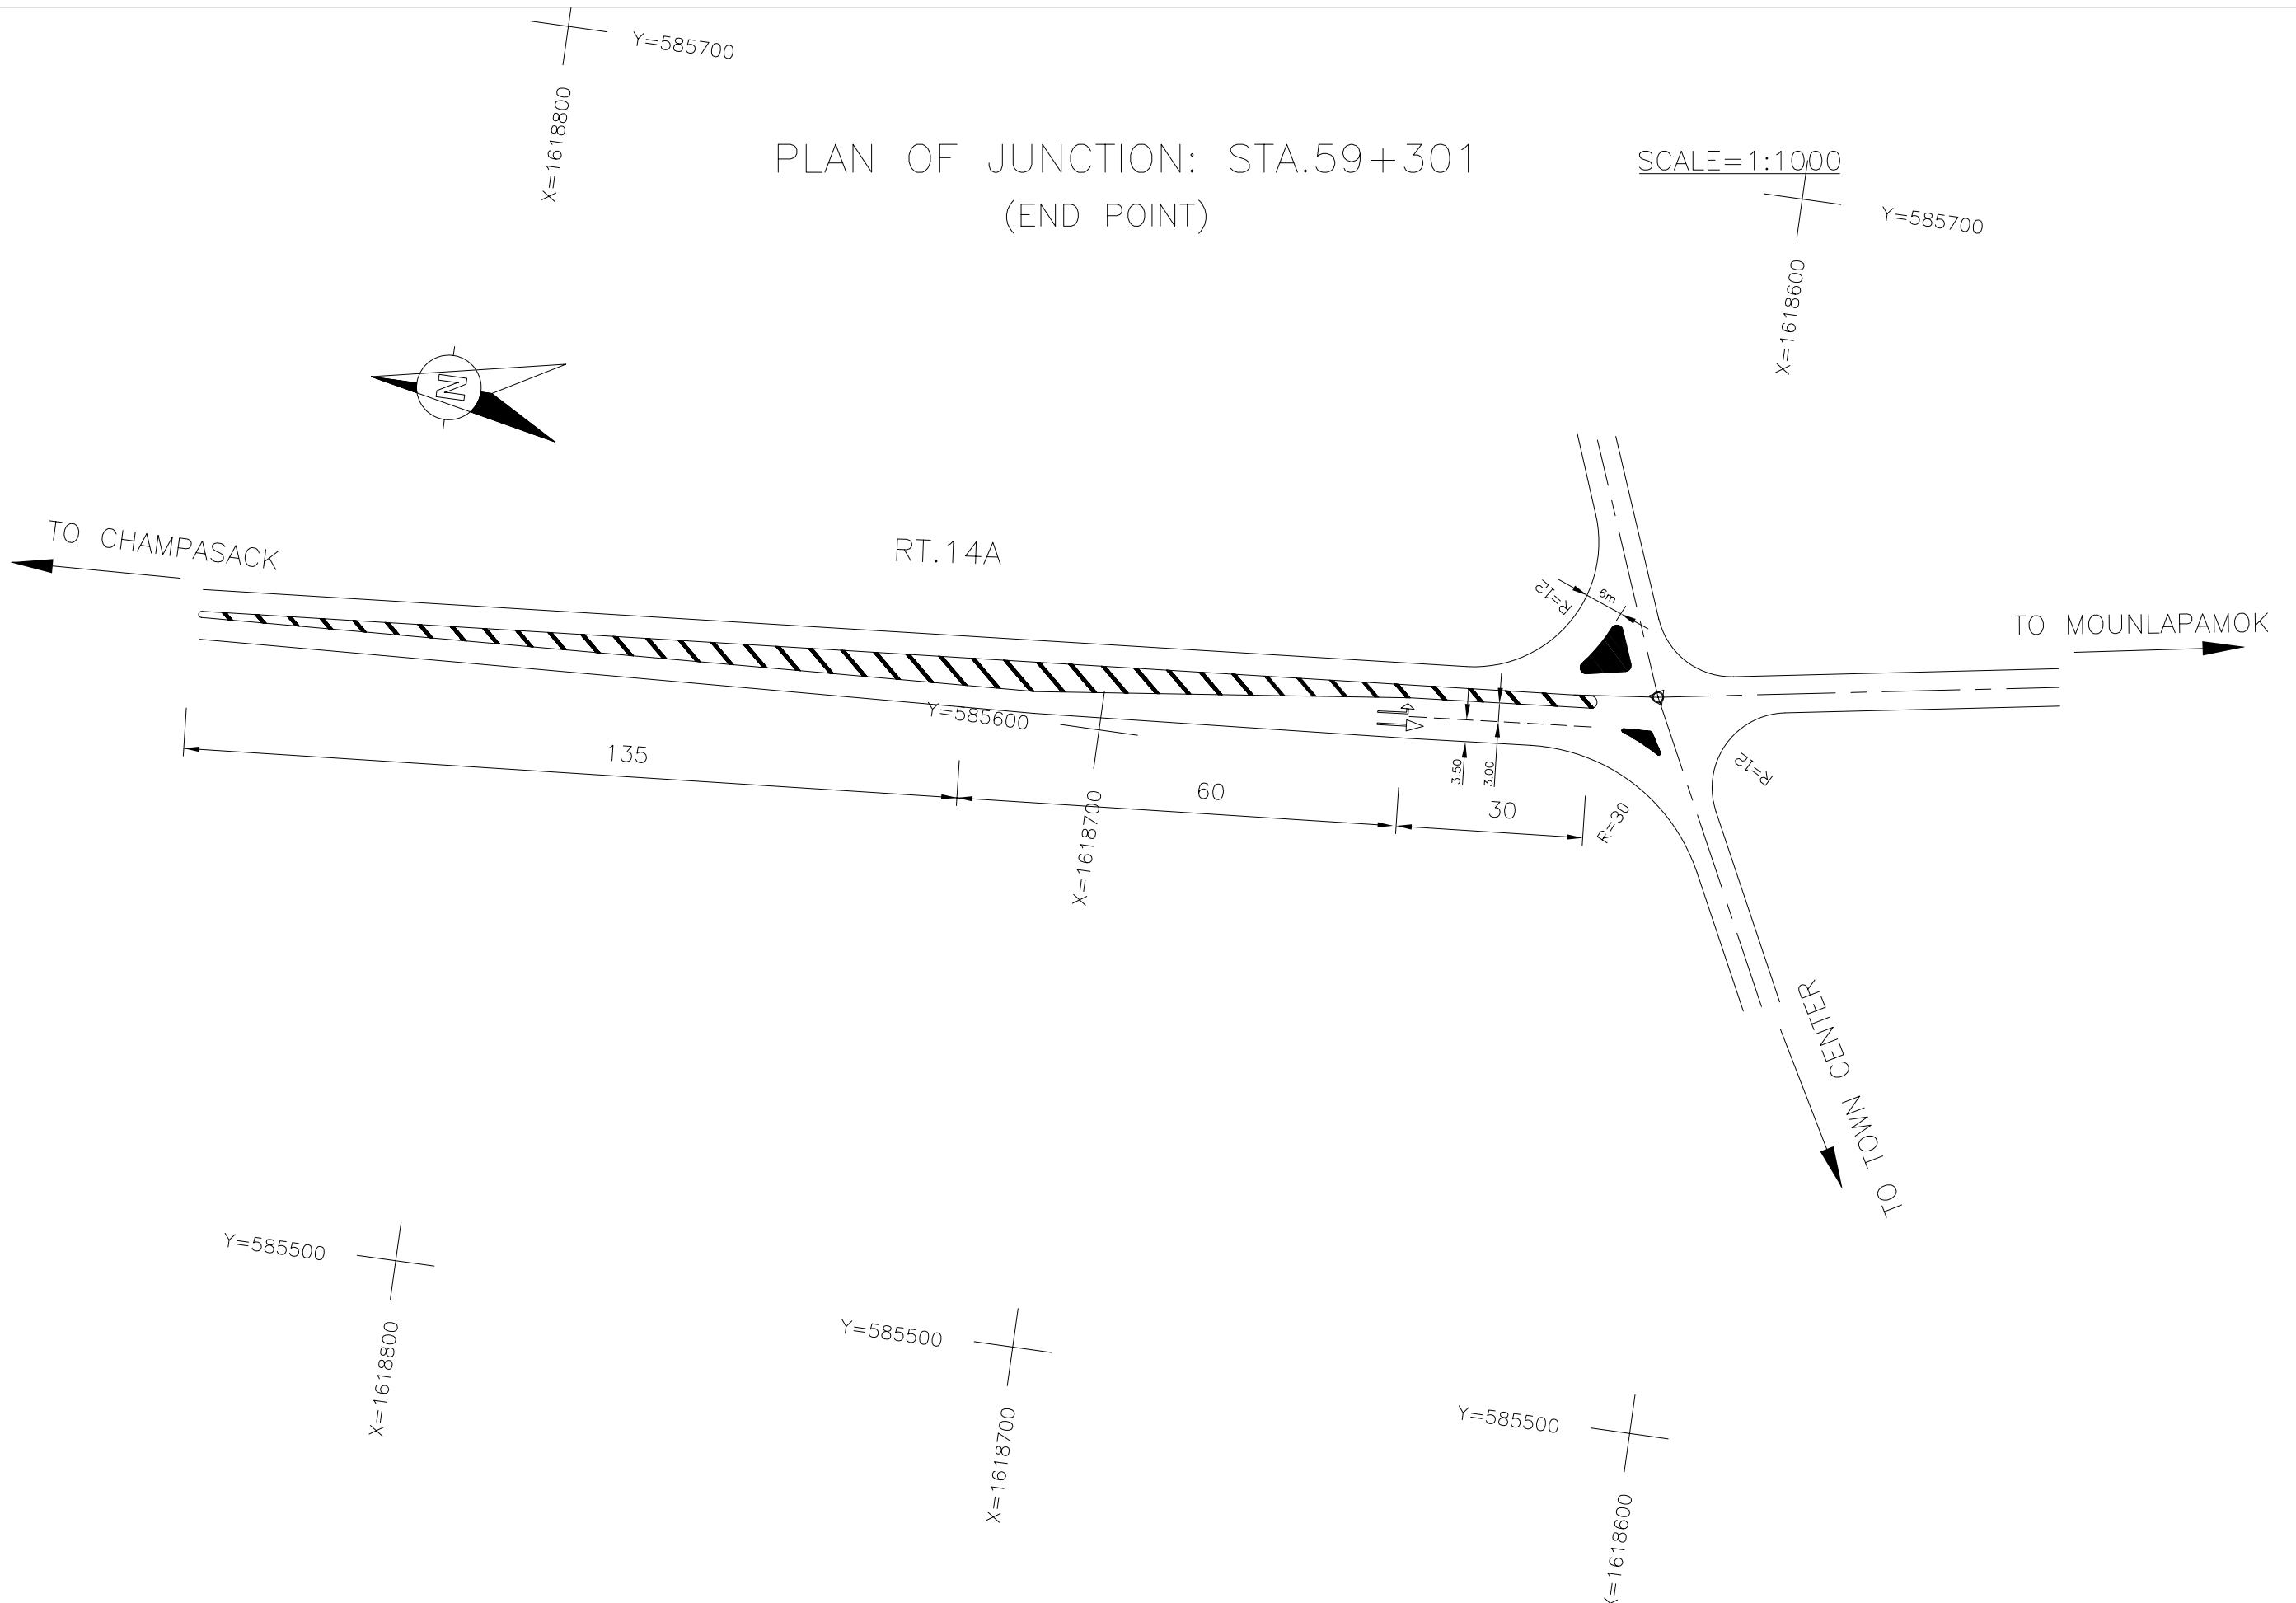 Y=585700
X=1618800
PLAN OF JUNCTION: STA.59+301
(END POINT)
SCALE=1:1000
Y=585700
X=1618600
N
TO CHAMPASACK
RT.14A
R=12
6m
TO MOUNLAPAMOK
Y=585600
X=1618700
135
60
30
3.50
3.00
R=30
R=12
TO TOWN CENTER
Y=585500
X=1618800
Y=585500
X=1618700
Y=585500
X=1618600